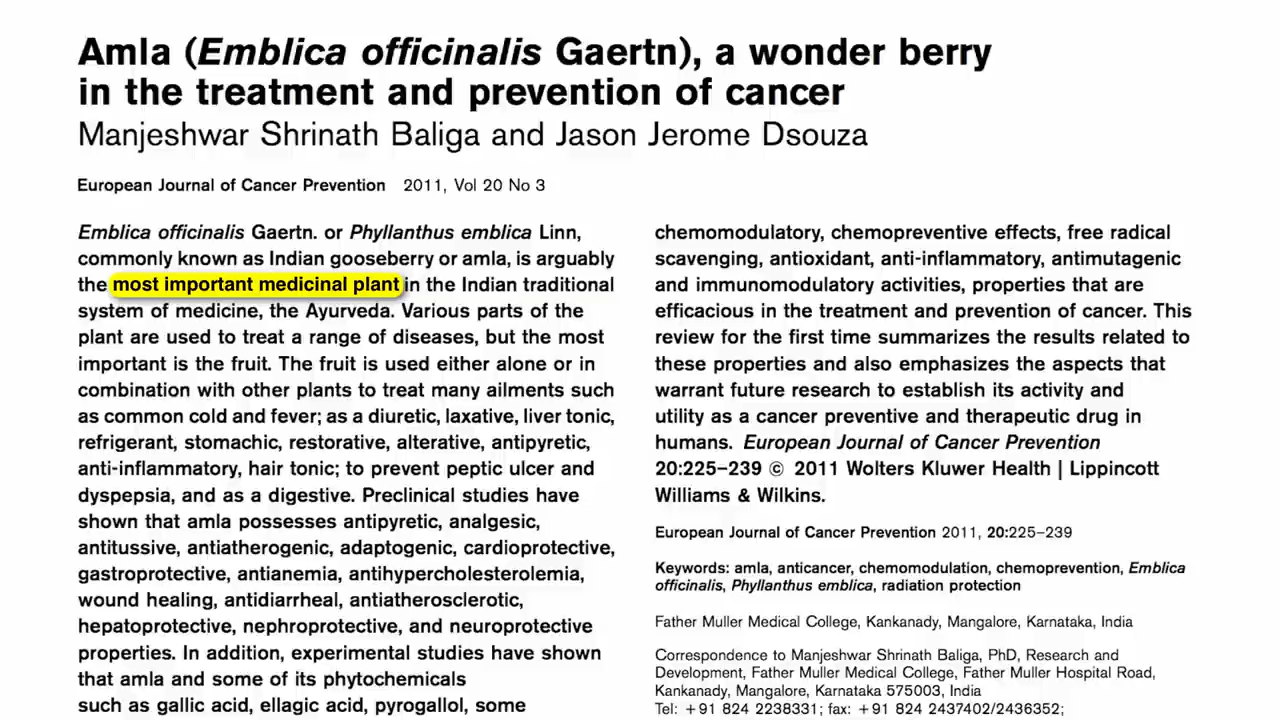 Amla (Emblica officinalis Gaertn), a wonder berry
in the treatment and prevention of cancer
Manjeshwar Shrinath Baliga and Jason Jerome Dsouza
European Journal of Cancer Prevention 2011, Vol 20 No 3
Emblica officinalis Gaertn. or Phyllanthus emblica Linn,
commonly known as Indian gooseberry or amla, is arguably
the most important medicinal plant in the Indian traditional
system of medicine, the Ayurveda. Various parts of the
plant are used to treat a range of diseases, but the most
important is the fruit. The fruit is used either alone or in
combination with other plants to treat many ailments such
as common cold and fever; as a diuretic, laxative, liver tonic,
refrigerant, stomachic, restorative, alterative, antipyretic,
anti-inflammatory, hair tonic; to prevent peptic ulcer and
dyspepsia, and as a digestive. Preclinical studies have
shown that amla possesses antipyretic, analgesic,
antitussive, antiatherogenic, adaptogenic, cardioprotective,
gastroprotective, antianemia, antihypercholesterolemia,
wound healing, antidiarrheal, antiatherosclerotic,
hepatoprotective, nephroprotective, and neuroprotective
properties. In addition, experimental studies have shown
that amla and some of its phytochemicals
such as gallic acid, ellagic acid, pyrogallol, some
chemomodulatory, chemopreventive effects, free radical
scavenging, antioxidant, anti-inflammatory, antimutagenic
and immunomodulatory activities, properties that are
efficacious in the treatment and prevention of cancer. This
review for the first time summarizes the results related to
these properties and also emphasizes the aspects that
warrant future research to establish its activity and
utility as a cancer preventive and therapeutic drug in
humans. European Journal of Cancer Prevention
20:225–239 © 2011 Wolters Kluwer Health | Lippincott
Williams & Wilkins.
European Journal of Cancer Prevention 2011, 20:225–239
Keywords: amla, anticancer, chemomodulation, chemoprevention, Emblica
officinalis, Phyllanthus emblica, radiation protection
Father Muller Medical College, Kankanady, Mangalore, Karnataka, India
Correspondence to Manjeshwar Shrinath Baliga, PhD, Research and
Development, Father Muller Medical College, Father Muller Hospital Road,
Kankanady, Mangalore, Karnataka 575003, India
Tel: +91 824 2238331; fax: +91 824 2437402/2436352;